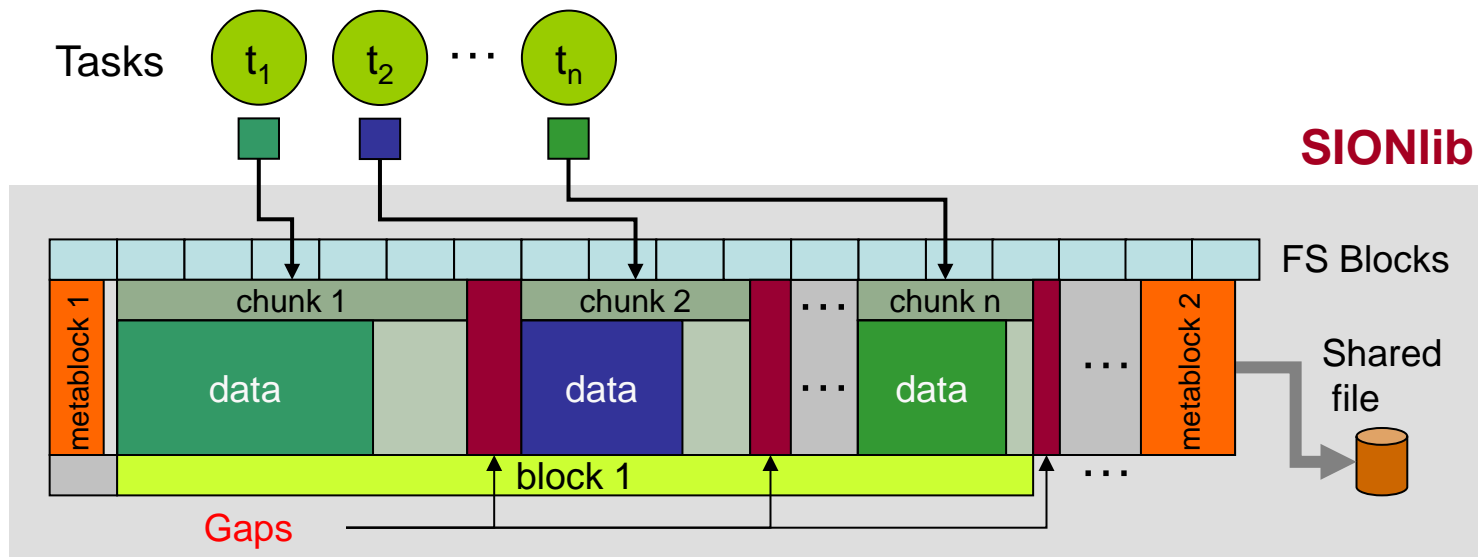 Tasks
t1
t2
...
tn
SIONlib
FS Blocks
metablock 1
chunk 1
chunk 2
...
chunk n
metablock 2
data
data
...
data
...
Shared
file
block 1
...
Gaps